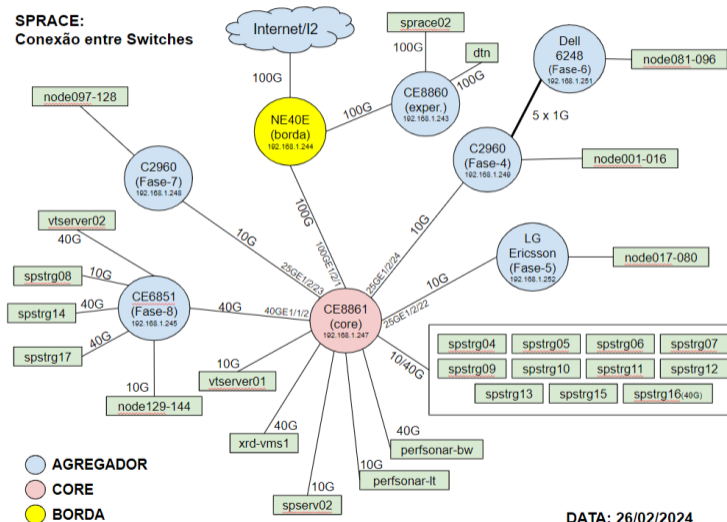 SPRACE:
Conexão entre Switches
Internet/I2
sprace02
100G
dtn
100G
100G
Dell
6248
(Fase-6)
192.168.1.251
node081-096
5 x 1G
node097-128
NE40E
(borda)
192.168.1.244
100G
CE8860
(exper.)
192.168.1.243
C2960
(Fase-4)
192.168.1.249
node001-016
C2960
(Fase-7)
192.168.1.248
100G
100GE1/2/1
10G
25GE1/2/24
10G
25GE1/2/23
vtserver02
40G
LG
Ericsson
(Fase-5)
192.168.1.252
node017-080
10G
25GE1/2/22
spstrg08
10G
spstrg14
40G
spstrg17
40G
CE6851
(Fase-8)
192.168.1.245
40G
40GE1/1/2
CE8861
(core)
192.168.1.247
10G
node129-144
10/40G
spstrg04
spstrg05
spstrg06
spstrg07
spstrg09
spstrg10
spstrg11
spstrg12
spstrg13
spstrg15
spstrg16(40G)
10G
vtserver01
40G
xrd-vms1
10G
spserv02
10G
perfsonar-lt
40G
perfsonar-bw
AGREGADOR
CORE
BORDA
DATA: 26/02/2024